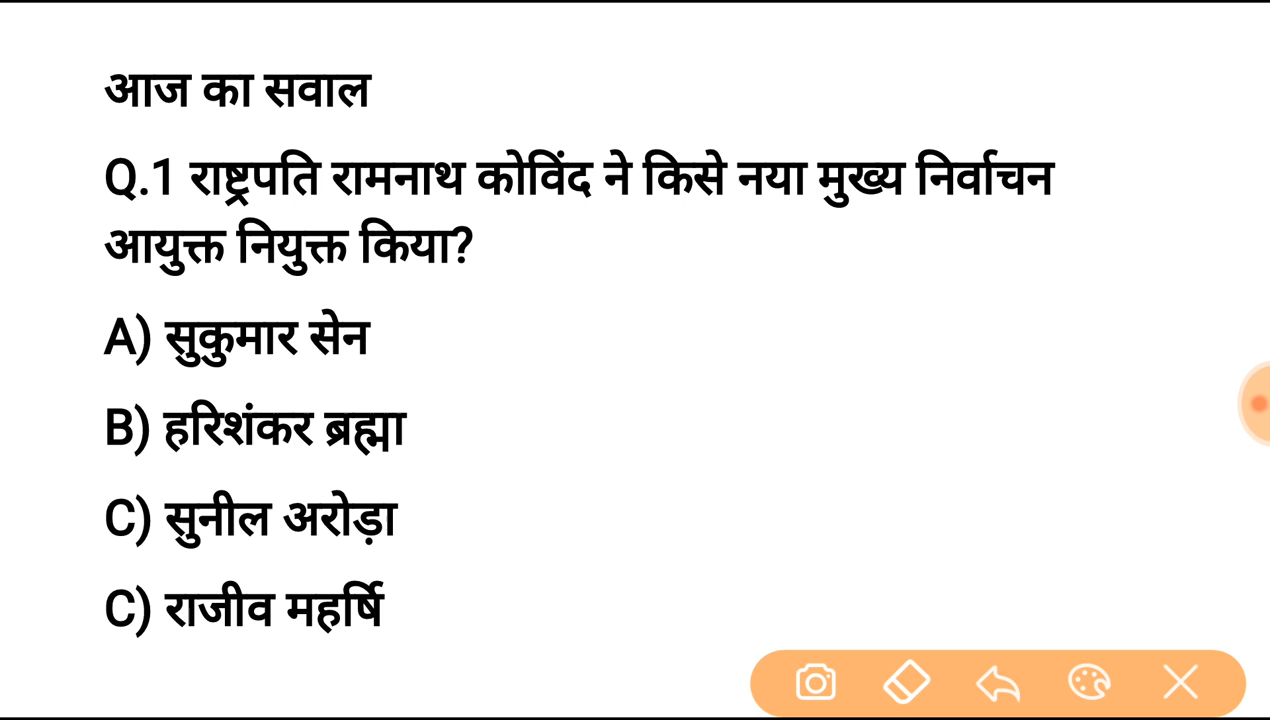 आज का सवाल
Q.1 राष्ट्रपति रामनाथ कोविंद ने किसे नया मुख्य निर्वाचन
आयुक्त नियुक्त किया?
A) सुकुमार सेन
B) हरिशंकर ब्रह्मा
C) सुनील अरोड़ा
C) राजीव महर्षि